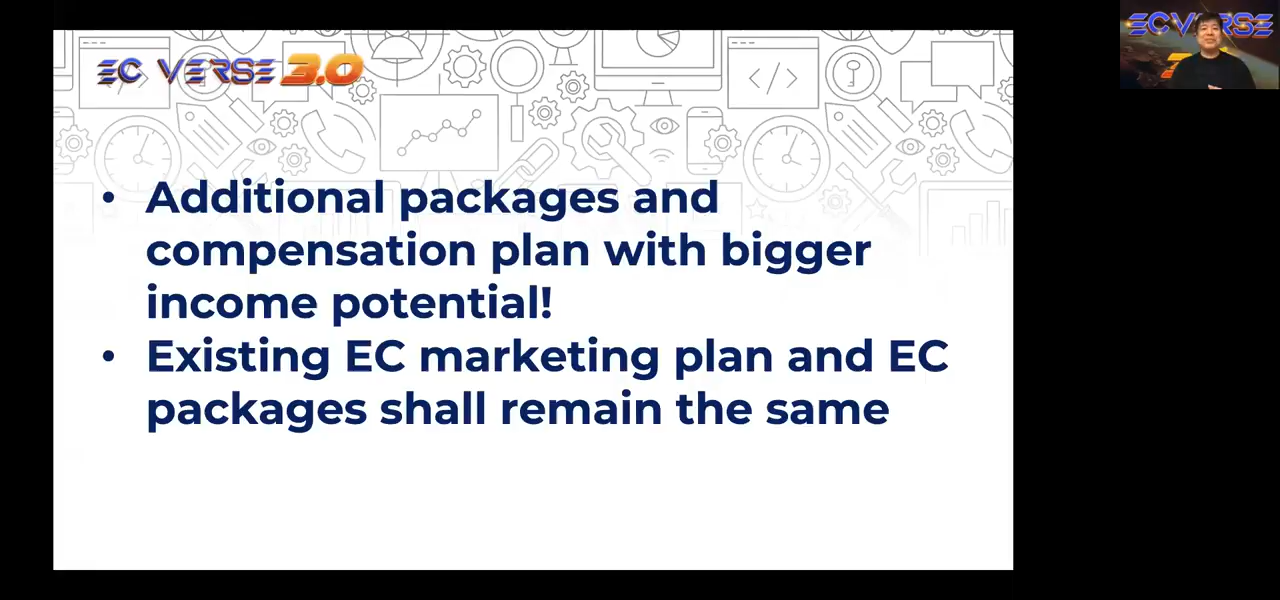 EC VERSE 3.0
ECVERSE
• Additional packages and
compensation plan with bigger
income potential!
• Existing EC marketing plan and EC
packages shall remain the same